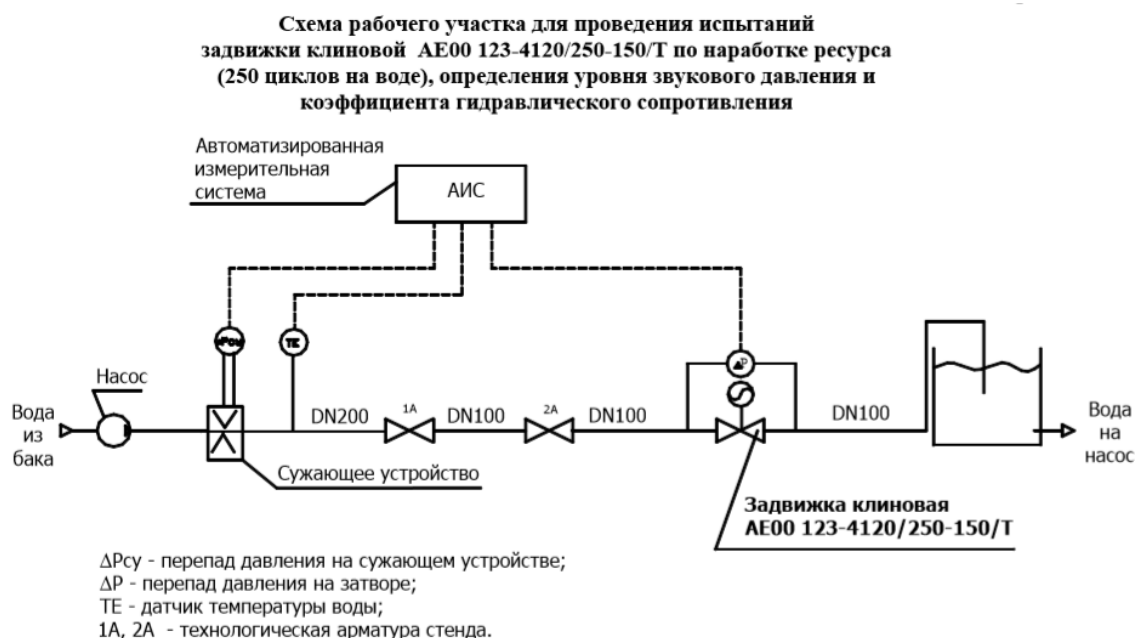 Схема рабочего участка для проведения испытаний
задвижки клиновой АЕ00 123-4120/250-150/Т по наработке ресурса
(250 циклов на воде), определения уровня звукового давления и
коэффициента гидравлического сопротивления
Автоматизированная
измерительная
система
АИС
ΔPсу
TE
ΔP
Насос
Вода
из
бака
DN200
1А
DN100
2А
DN100
DN100
Вода
на
насос
Сужающее устройство
Задвижка клиновая
АЕ00 123-4120/250-150/Т
ΔPсу - перепад давления на сужающем устройстве;
ΔP - перепад давления на затворе;
TE - датчик температуры воды;
1А, 2А - технологическая арматура стенда.